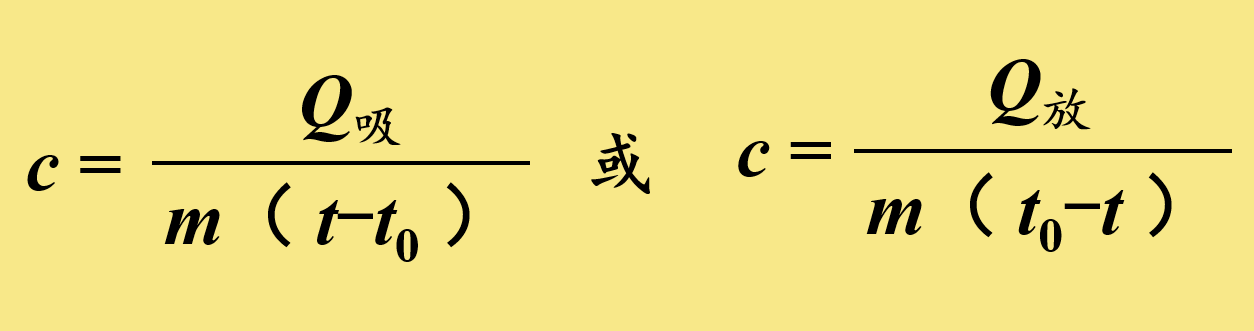 c = Q吸 / m（t-t0） 或 c = Q放 / m（t0-t）